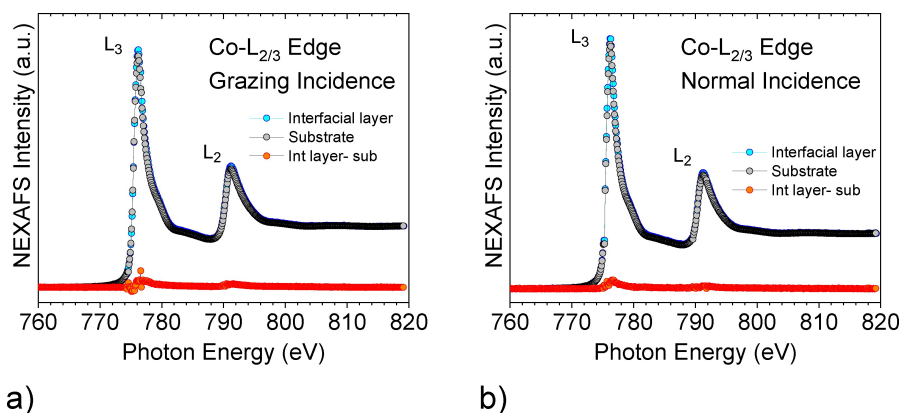 L₃
Co-L₂/₃ Edge
Grazing Incidence
Interfacial layer
Substrate
Int layer- sub
L₂
NEXAFS Intensity (a.u.)
760 770 780 790 800 810 820
Photon Energy (eV)
a)
L₃
Co-L₂/₃ Edge
Normal Incidence
Interfacial layer
Substrate
Int layer- sub
L₂
NEXAFS Intensity (a.u.)
760 770 780 790 800 810 820
Photon Energy (eV)
b)